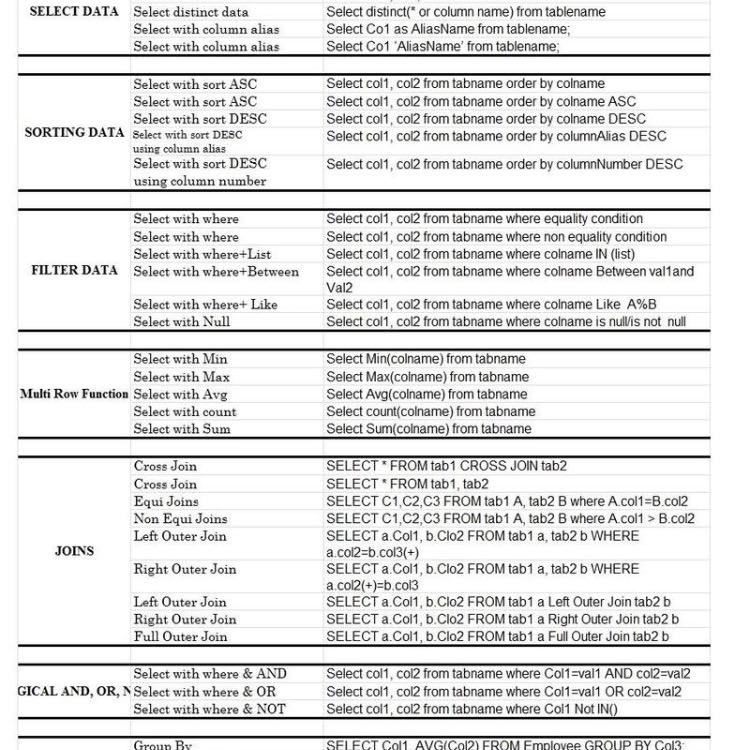 SELECT DATA Select distinct data Select distinct(* or column name) from tablename
Select with column alias Select Co1 as AliasName from tablename;
Select with column alias Select Co1 'AliasName' from tablename;
Select with sort ASC Select col1, col2 from tabname order by colname
Select with sort ASC Select col1, col2 from tabname order by colname ASC
Select with sort DESC Select col1, col2 from tabname order by colname DESC
SORTING DATA Select with sort DESC Select col1, col2 from tabname order by columnAlias DESC
using column alias
Select with sort DESC Select col1, col2 from tabname order by columnNumber DESC
using column number
Select with where Select col1, col2 from tabname where equality condition
Select with where Select col1, col2 from tabname where non equality condition
Select with where+List Select col1, col2 from tabname where colname IN (list)
FILTER DATA Select with where+Between Select col1, col2 from tabname where colname Between val1and
Val2
Select with where+ Like Select col1, col2 from tabname where colname Like A%B
Select with Null Select col1, col2 from tabname where colname is null/is not null
Select with Min Select Min(colname) from tabname
Select with Max Select Max(colname) from tabname
Multi Row Function Select with Avg Select Avg(colname) from tabname
Select with count Select count(colname) from tabname
Select with Sum Select Sum(colname) from tabname
Cross Join SELECT * FROM tab1 CROSS JOIN tab2
Cross Join SELECT * FROM tab1, tab2
Equi Joins SELECT C1,C2,C3 FROM tab1 A, tab2 B where A.col1=B.col2
Non Equi Joins SELECT C1,C2,C3 FROM tab1 A, tab2 B where A.col1 > B.col2
Left Outer Join SELECT a.Col1, b.Clo2 FROM tab1 a, tab2 b WHERE
JOINS a.col2=b.col3(+)
Right Outer Join SELECT a.Col1, b.Clo2 FROM tab1 a, tab2 b WHERE
a.col2(+)=b.col3
Left Outer Join SELECT a.Col1, b.Clo2 FROM tab1 a Left Outer Join tab2 b
Right Outer Join SELECT a.Col1, b.Clo2 FROM tab1 a Right Outer Join tab2 b
Full Outer Join SELECT a.Col1, b.Clo2 FROM tab1 a Full Outer Join tab2 b
Select with where & AND Select col1, col2 from tabname where Col1=val1 AND col2=val2
GICAL AND, OR, N Select with where & OR Select col1, col2 from tabname where Col1=val1 OR col2=val2
Select with where & NOT Select col1, col2 from tabname where Col1 Not IN()
Group By SELECT Col1, AVG(Col2) FROM Employee GROUP BY Col3;